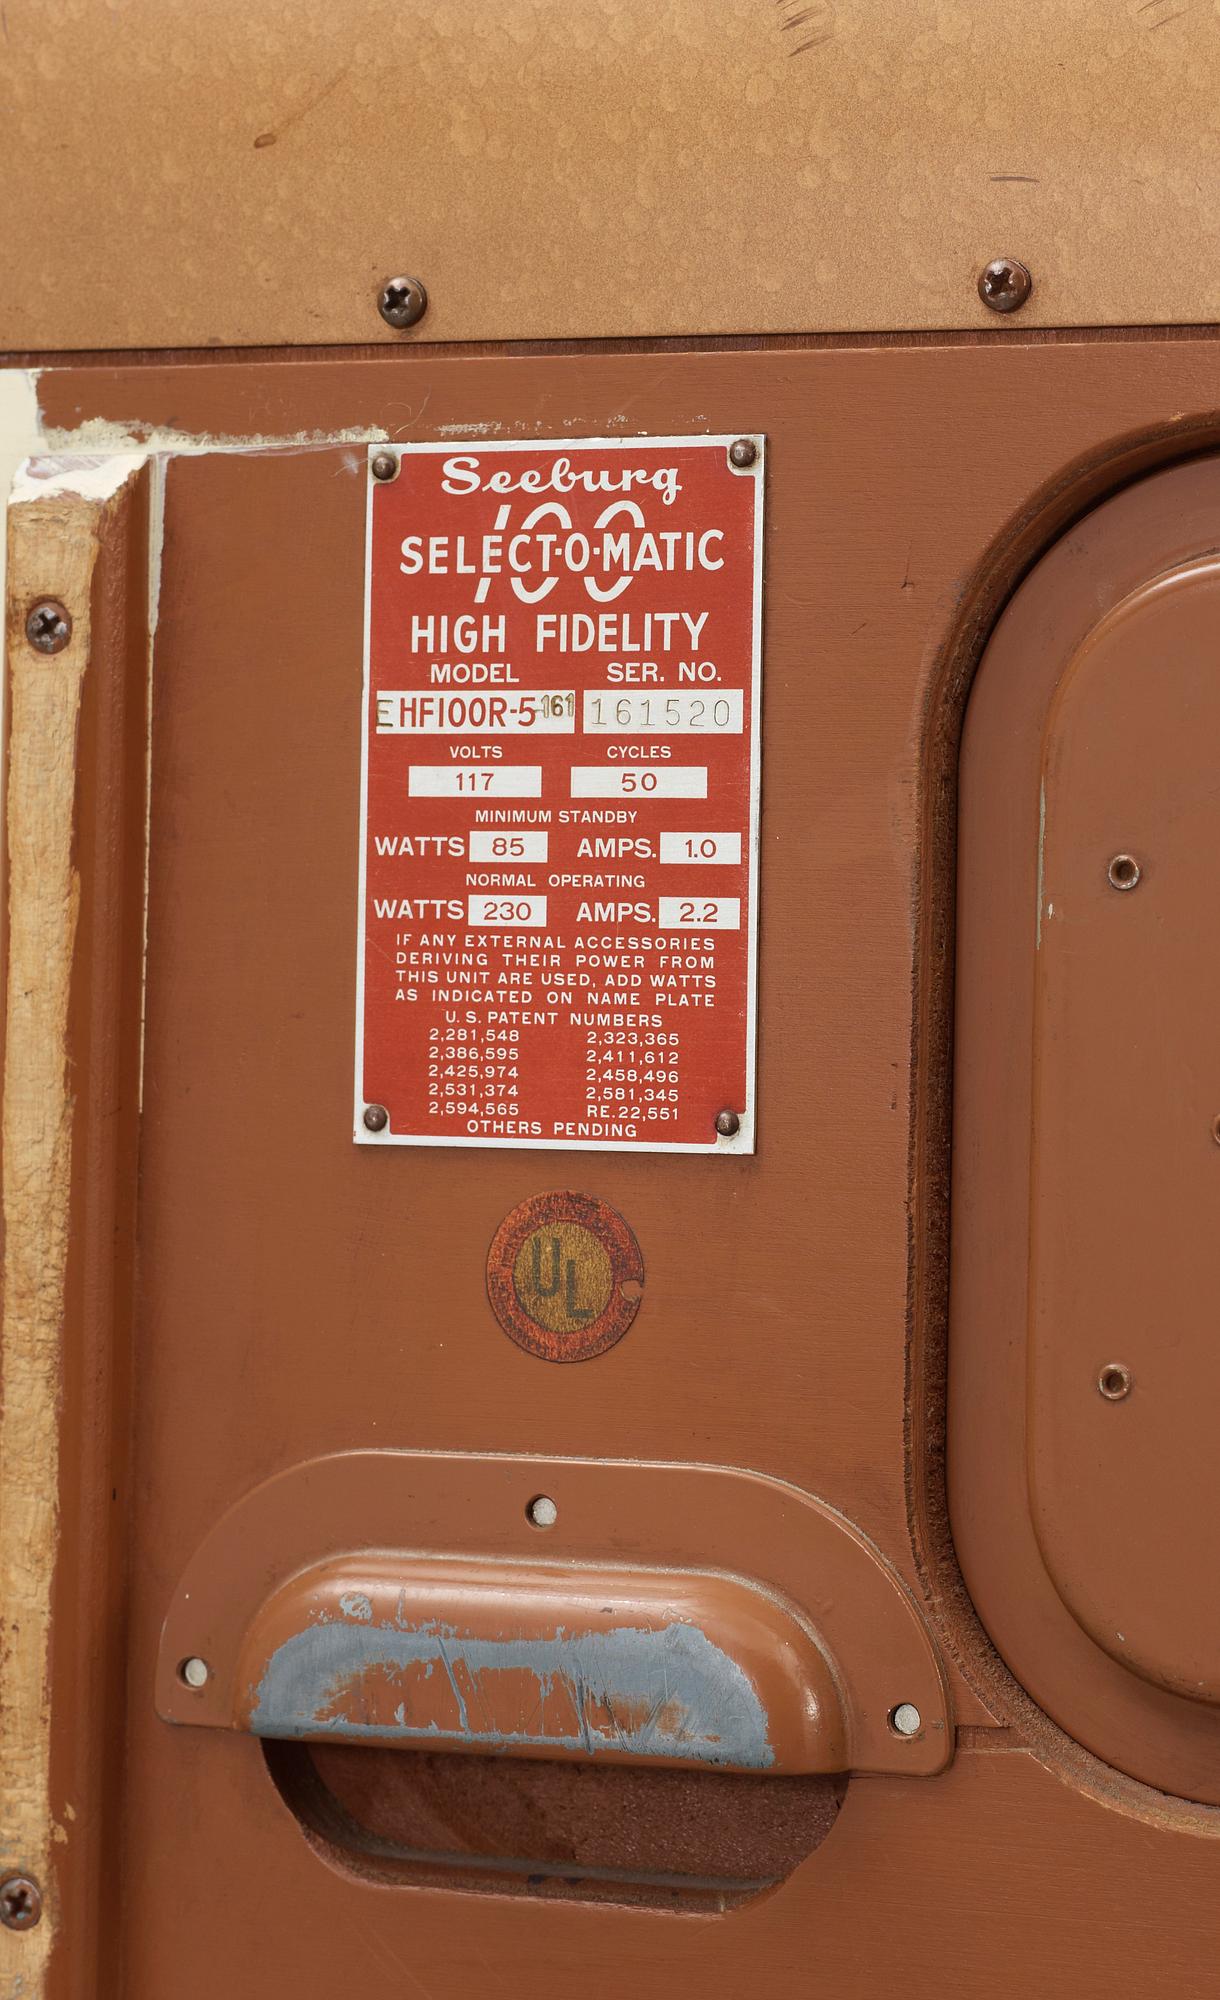 Seeburg
100
SELECT-O-MATIC
HIGH FIDELITY
MODEL SER. NO.
EHF100R-5-161 161520
VOLTS CYCLES
117 50
MINIMUM STANDBY
WATTS 85 AMPS. 1.0
NORMAL OPERATING
WATTS 230 AMPS. 2.2
IF ANY EXTERNAL ACCESSORIES
DERIVING THEIR POWER FROM
THIS UNIT ARE USED, ADD WATTS
AS INDICATED ON NAME PLATE
U.S. PATENT NUMBERS
2,281,548 2,323,365
2,386,595 2,411,612
2,425,974 2,458,496
2,531,374 2,581,345
2,594,565 RE.22,551
OTHERS PENDING
UL